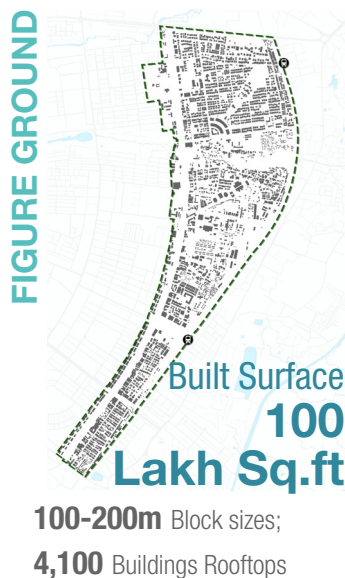 FIGURE GROUND
Built Surface
100
Lakh Sq.ft
100-200m Block sizes;
4,100 Buildings Rooftops